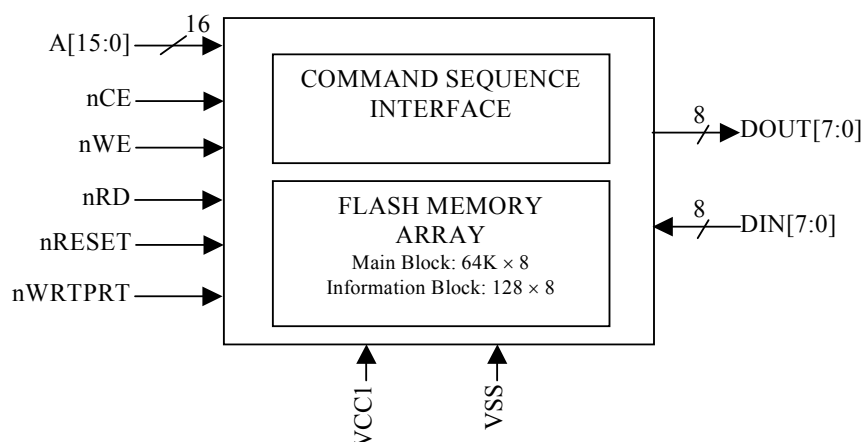 16
A[15:0]
nCE
nWE
nRD
nRESET
nWRTPRT
COMMAND SEQUENCE
INTERFACE
FLASH MEMORY
ARRAY
Main Block: 64K × 8
Information Block: 128 × 8
8
DOUT[7:0]
8
DIN[7:0]
VCC1
VSS